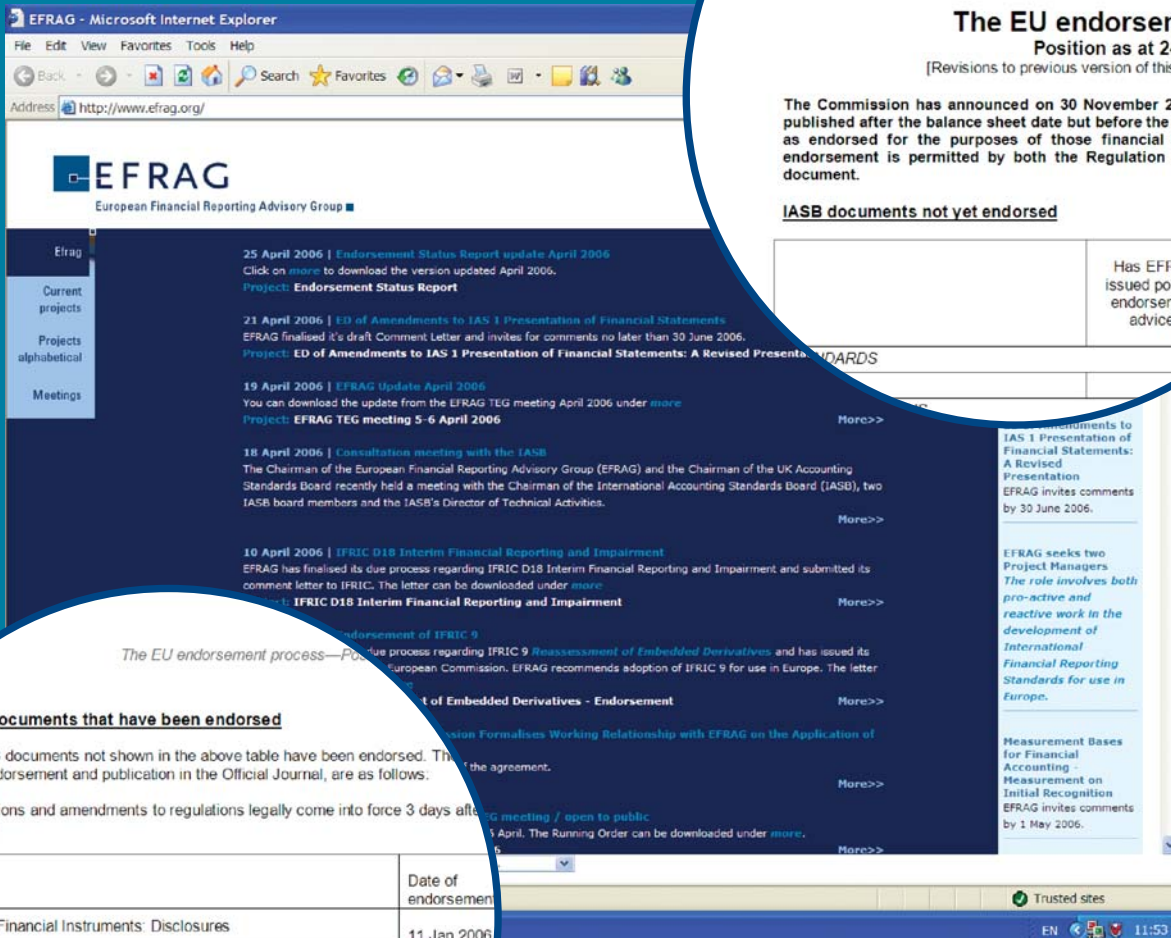 EFRAG - Microsoft Internet Explorer
File Edit View Favorites Tools Help
Back Search Favorites
Address http://www.efrag.org/
EFRAG
European Financial Reporting Advisory Group
Efrag
Current
projects
Projects
alphabetical
Meetings
25 April 2006 | Endorsement Status Report update April 2006
Click on more to download the version updated April 2006.
Project: Endorsement Status Report
21 April 2006 | ED of Amendments to IAS 1 Presentation of Financial Statements
EFRAG finalised it's draft Comment Letter and invites for comments no later than 30 June 2006.
Project: ED of Amendments to IAS 1 Presentation of Financial Statements: A Revised Presenta
19 April 2006 | EFRAG Update April 2006
You can download the update from the EFRAG TEG meeting April 2006 under more
Project: EFRAG TEG meeting 5-6 April 2006 More>>
18 April 2006 | Consultation meeting with the IASB
The Chairman of the European Financial Reporting Advisory Group (EFRAG) and the Chairman of the UK Accounting
Standards Board recently held a meeting with the Chairman of the International Accounting Standards Board (IASB), two
IASB board members and the IASB's Director of Technical Activities.
More>>
10 April 2006 | IFRIC D18 Interim Financial Reporting and Impairment
EFRAG has finalised its due process regarding IFRIC D18 Interim Financial Reporting and Impairment and submitted its
comment letter to IFRIC. The letter can be downloaded under more
IFRIC D18 Interim Financial Reporting and Impairment More>>
ndorsement of IFRIC 9
due process regarding IFRIC 9 Reassessment of Embedded Derivatives and has issued its
European Commission. EFRAG recommends adoption of IFRIC 9 for use in Europe. The letter
t of Embedded Derivatives - Endorsement More>>
ssion Formalises Working Relationship with EFRAG on the Application of
the agreement.
More>>
G meeting / open to public
April. The Running Order can be downloaded under more.
More>>
The EU endorsem
Position as at 2
[Revisions to previous version of this
The Commission has announced on 30 November 2
published after the balance sheet date but before the
as endorsed for the purposes of those financial
endorsement is permitted by both the Regulation
document.
IASB documents not yet endorsed
Has EFR
issued po
endorsem
advice
NDARDS
endments to
IAS 1 Presentation of
Financial Statements:
A Revised
Presentation
EFRAG invites comments
by 30 June 2006.
EFRAG seeks two
Project Managers
The role involves both
pro-active and
reactive work in the
development of
International
Financial Reporting
Standards for use in
Europe.
Measurement Bases
for Financial
Accounting -
Measurement on
Initial Recognition
EFRAG invites comments
by 1 May 2006.
The EU endorsement process—Po
ocuments that have been endorsed
documents not shown in the above table have been endorsed. Th
dorsement and publication in the Official Journal, are as follows:
ons and amendments to regulations legally come into force 3 days afte
Date of
endorsement
Financial Instruments: Disclosures
11 Jan 2006
Trusted sites
EN 11:53